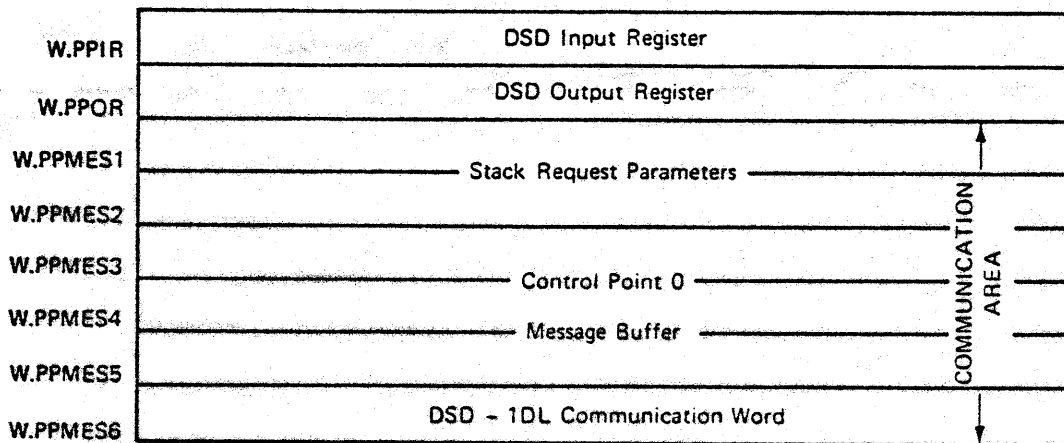 W.PPIR DSD Input Register
W.PPOR DSD Output Register
W.PPMES1
Stack Request Parameters
W.PPMES2
W.PPMES3
Control Point 0
W.PPMES4
Message Buffer
W.PPMES5
W.PPMES6 DSD - 1DL Communication Word
COMMUNICATION
AREA